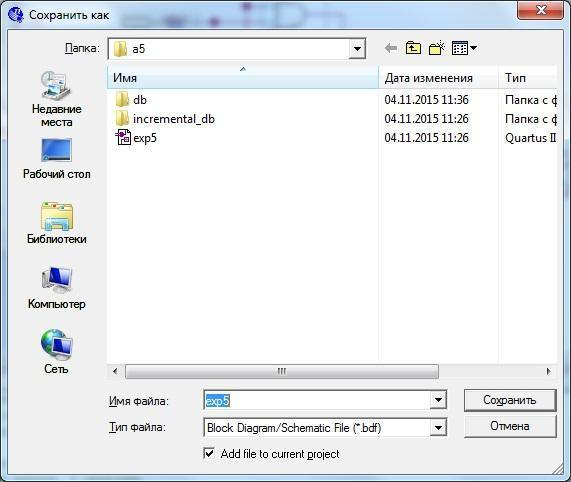 Сохранить как
Папка: a5
Имя Дата изменения Тип
Недавние места
db 04.11.2015 11:36 Папка с ф
incremental_db 04.11.2015 11:26 Папка с ф
exp5 04.11.2015 11:26 Quartus II
Рабочий стол
Библиотеки
Компьютер
Сеть
Имя файла: exp5 Сохранить
Тип файла: Block Diagram/Schematic File (*.bdf) Отмена
Add file to current project